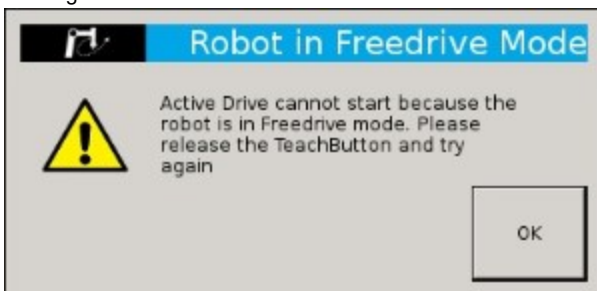 Robot in Freedrive Mode
Active Drive cannot start because the
robot is in Freedrive mode. Please
release the TeachButton and try
again
OK